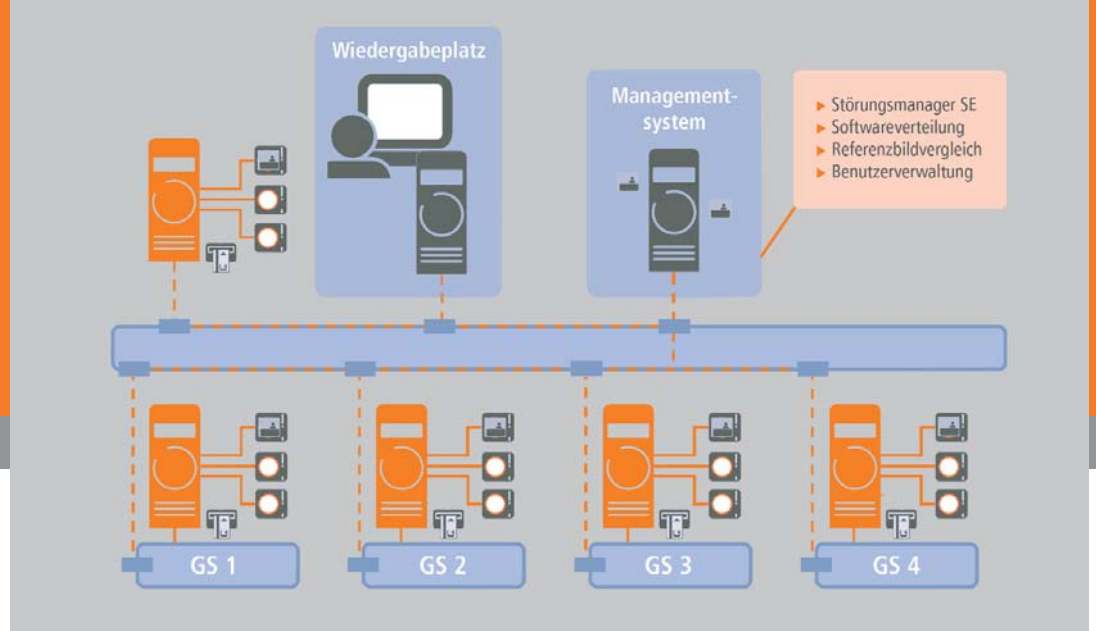 Wiedergabeplatz
Management-
system
▶ Störungsmanager SE
▶ Softwareverteilung
▶ Referenzbildvergleich
▶ Benutzerverwaltung
GS 1
GS 2
GS 3
GS 4